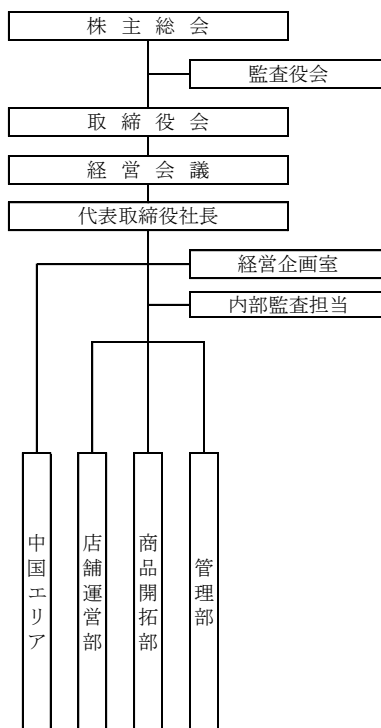 株主総会
監査役会
取締役会
経営会議
代表取締役社長
経営企画室
内部監査担当
中国エリア
店舗運営部
商品開拓部
管理部